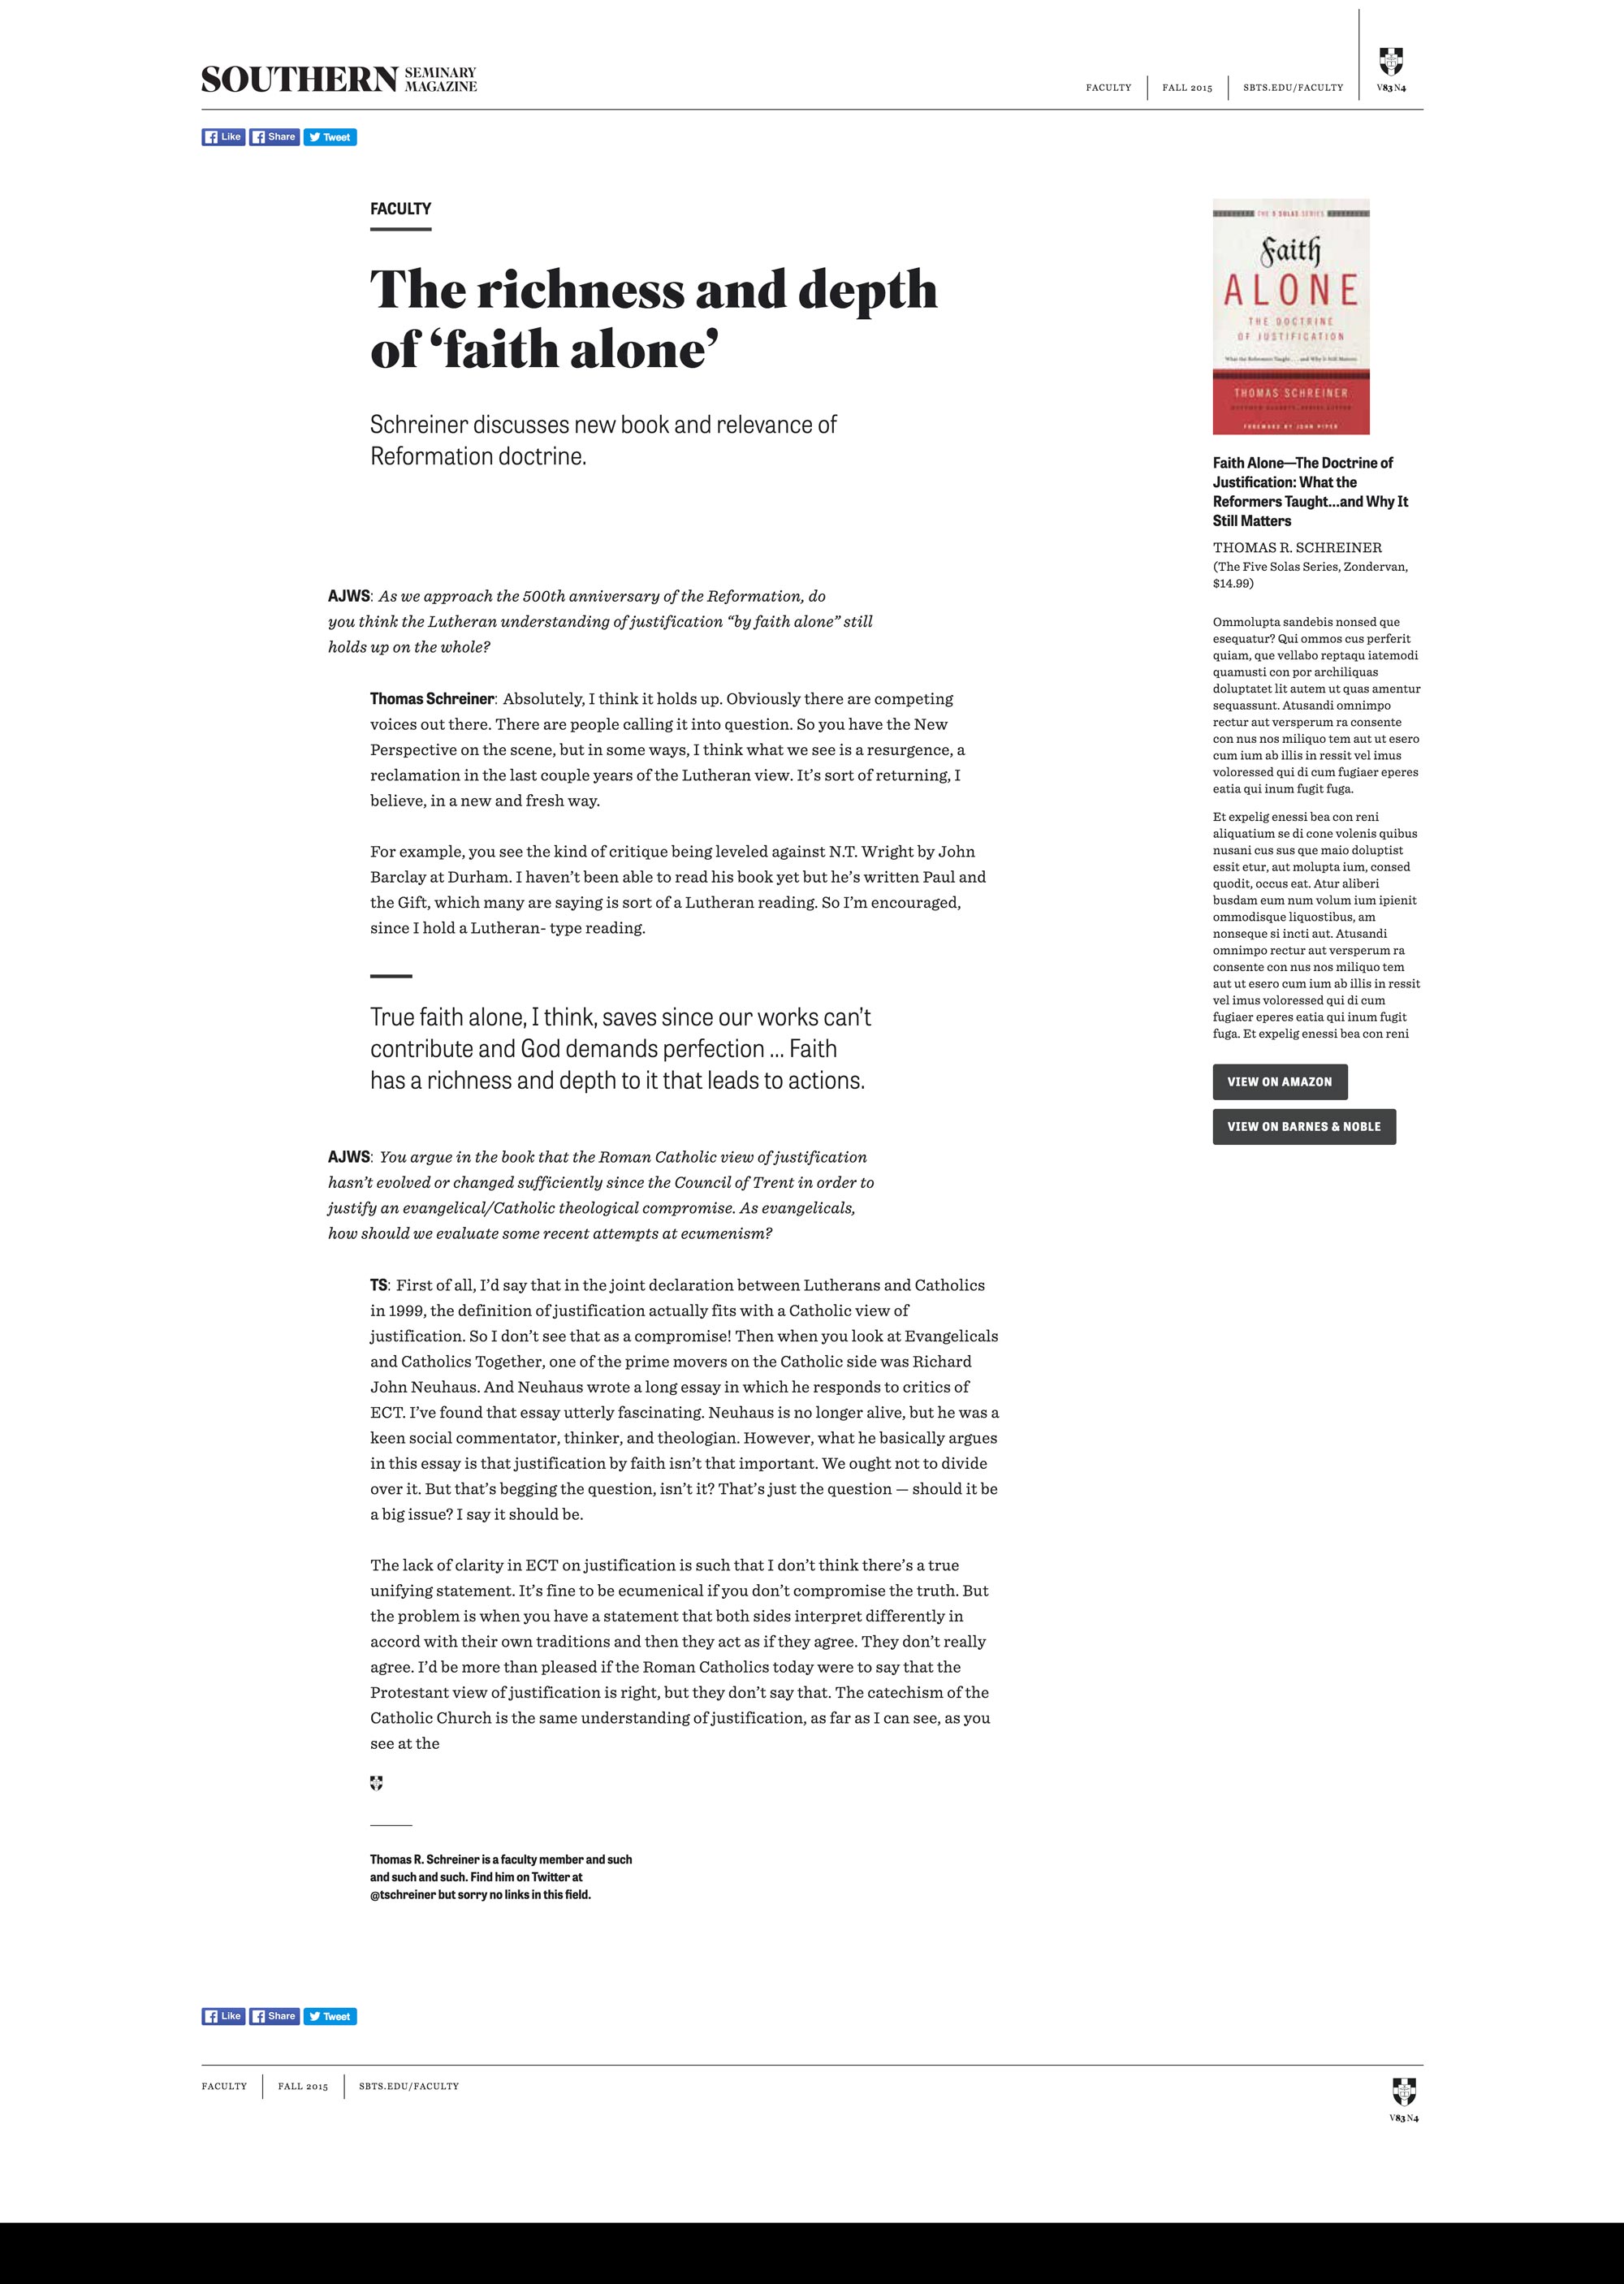 SOUTHERN SEMINARY MAGAZINE
FACULTY
FALL 2015
SBTS.EDU/FACULTY
V83 N4
Like
Share
Tweet
FACULTY
The richness and depth
of ‘faith alone’
Schreiner discusses new book and relevance of
Reformation doctrine.
AJWS: As we approach the 500th anniversary of the Reformation, do
you think the Lutheran understanding of justification “by faith alone” still
holds up on the whole?
Thomas Schreiner: Absolutely, I think it holds up. Obviously there are competing
voices out there. There are people calling it into question. So you have the New
Perspective on the scene, but in some ways, I think what we see is a resurgence, a
reclamation in the last couple years of the Lutheran view. It’s sort of returning, I
believe, in a new and fresh way.
For example, you see the kind of critique being leveled against N.T. Wright by John
Barclay at Durham. I haven’t been able to read his book yet but he’s written Paul and
the Gift, which many are saying is sort of a Lutheran reading. So I’m encouraged,
since I hold a Lutheran- type reading.
True faith alone, I think, saves since our works can’t
contribute and God demands perfection ... Faith
has a richness and depth to it that leads to actions.
AJWS: You argue in the book that the Roman Catholic view of justification
hasn’t evolved or changed sufficiently since the Council of Trent in order to
justify an evangelical/Catholic theological compromise. As evangelicals,
how should we evaluate some recent attempts at ecumenism?
TS: First of all, I’d say that in the joint declaration between Lutherans and Catholics
in 1999, the definition of justification actually fits with a Catholic view of
justification. So I don’t see that as a compromise! Then when you look at Evangelicals
and Catholics Together, one of the prime movers on the Catholic side was Richard
John Neuhaus. And Neuhaus wrote a long essay in which he responds to critics of
ECT. I’ve found that essay utterly fascinating. Neuhaus is no longer alive, but he was a
keen social commentator, thinker, and theologian. However, what he basically argues
in this essay is that justification by faith isn’t that important. We ought not to divide
over it. But that’s begging the question, isn’t it? That’s just the question — should it be
a big issue? I say it should be.
The lack of clarity in ECT on justification is such that I don’t think there’s a true
unifying statement. It’s fine to be ecumenical if you don’t compromise the truth. But
the problem is when you have a statement that both sides interpret differently in
accord with their own traditions and then they act as if they agree. They don’t really
agree. I’d be more than pleased if the Roman Catholics today were to say that the
Protestant view of justification is right, but they don’t say that. The catechism of the
Catholic Church is the same understanding of justification, as far as I can see, as you
see at the
Thomas R. Schreiner is a faculty member and such
and such and such. Find him on Twitter at
@tschreiner but sorry no links in this field.
THE 5 SOLAS SERIES
Faith
ALONE
THE DOCTRINE
OF JUSTIFICATION
What the Reformers Taught... and Why It Still Matters
THOMAS SCHREINER
FOREWORD BY JOHN PIPER
Faith Alone—The Doctrine of
Justification: What the
Reformers Taught...and Why It
Still Matters
THOMAS R. SCHREINER
(The Five Solas Series, Zondervan,
$14.99)
Ommolupta sandebis nonsed que
esequatur? Qui ommos cus perferit
quiam, que vellabo reptaqu iatemodi
quamusti con por archiliquas
doluptatet lit autem ut quas amentur
sequassunt. Atusandi omnimpo
rectur aut versperum ra consente
con nus nos miliquo tem aut ut esero
cum ium ab illis in ressit vel imus
voloressed qui di cum fugiaer eperes
eatia qui inum fugit fuga.
Et expelig enessi bea con reni
aliquatium se di cone volenis quibus
nusani cus sus que maio doluptist
essit etur, aut molupta ium, consed
quodit, occus eat. Atur aliberi
busdam eum num volum ium ipienit
ommodisque liquostibus, am
nonseque si incti aut. Atusandi
omnimpo rectur aut versperum ra
consente con nus nos miliquo tem
aut ut esero cum ium ab illis in ressit
vel imus voloressed qui di cum
fugiaer eperes eatia qui inum fugit
fuga. Et expelig enessi bea con reni
VIEW ON AMAZON
VIEW ON BARNES & NOBLE
Like
Share
Tweet
FACULTY
FALL 2015
SBTS.EDU/FACULTY
V83 N4